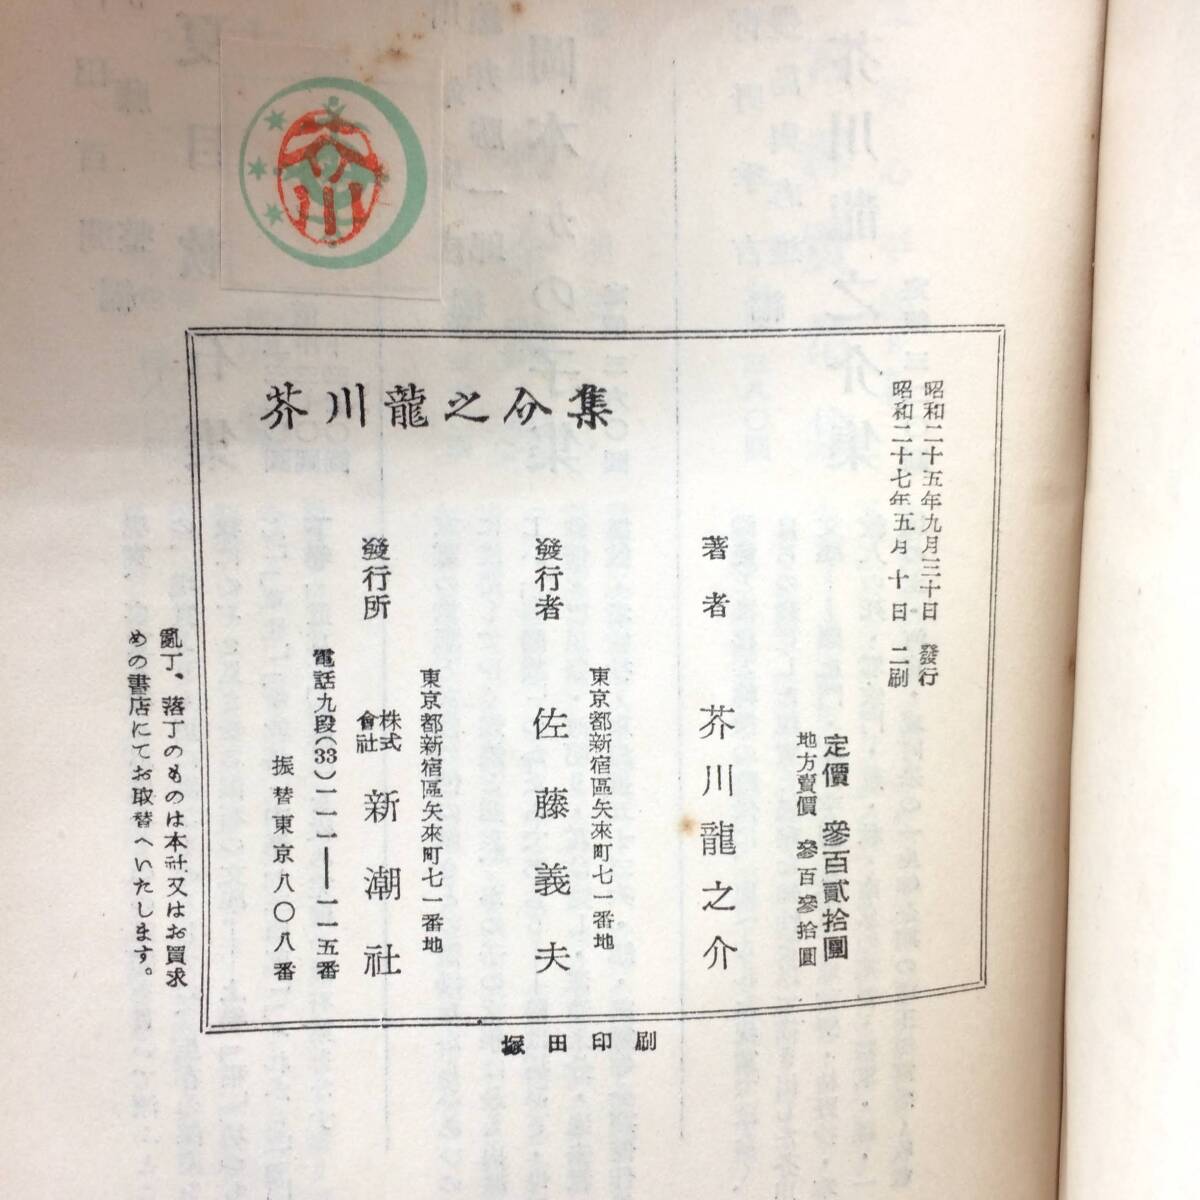 芥川
芥川龍之介集
昭和二十五年九月三十日 發行
昭和二十七年五月十日 二刷
定價 參百貳拾圓
地方賣價 參百參拾圓
著者 芥川龍之介
東京都新宿區矢來町七一番地
發行者 佐藤義夫
東京都新宿區矢來町七一番地
發行所 株式會社 新潮社
電話九段(33)一一一―一一五番
振替東京八〇八番
亂丁、落丁のものは本社又はお買求
めの書店にてお取替へいたします。
塚田印刷